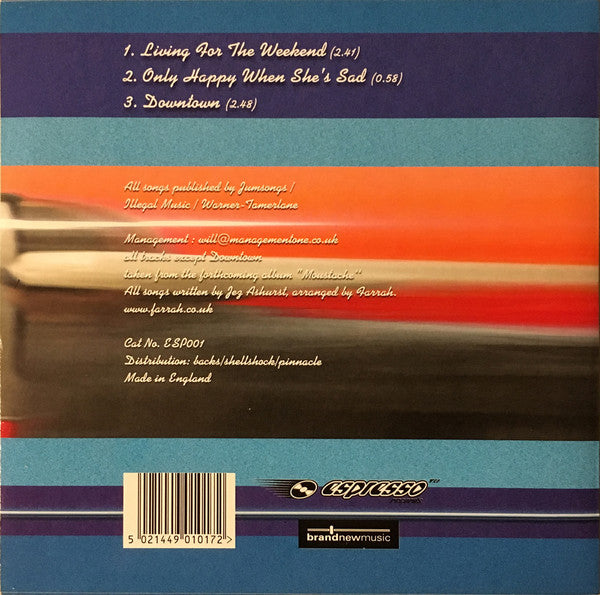 1. Living For The Weekend (2.41)
2. Only Happy When She's Sad (0.58)
3. Downtown (2.48)
All songs published by Jumsongs /
Illegal Music / Warner-Tamerlane
Management : will@managementone.co.uk
all tracks except Downtown
taken from the forthcoming album "Moustache"
All songs written by Jez Ashurst, arranged by Farrah.
www.farrah.co.uk
Cat No. ESP001
Distribution: backs/shellshock/pinnacle
Made in England
espresso
brandnewmusic
5 021449 010172>